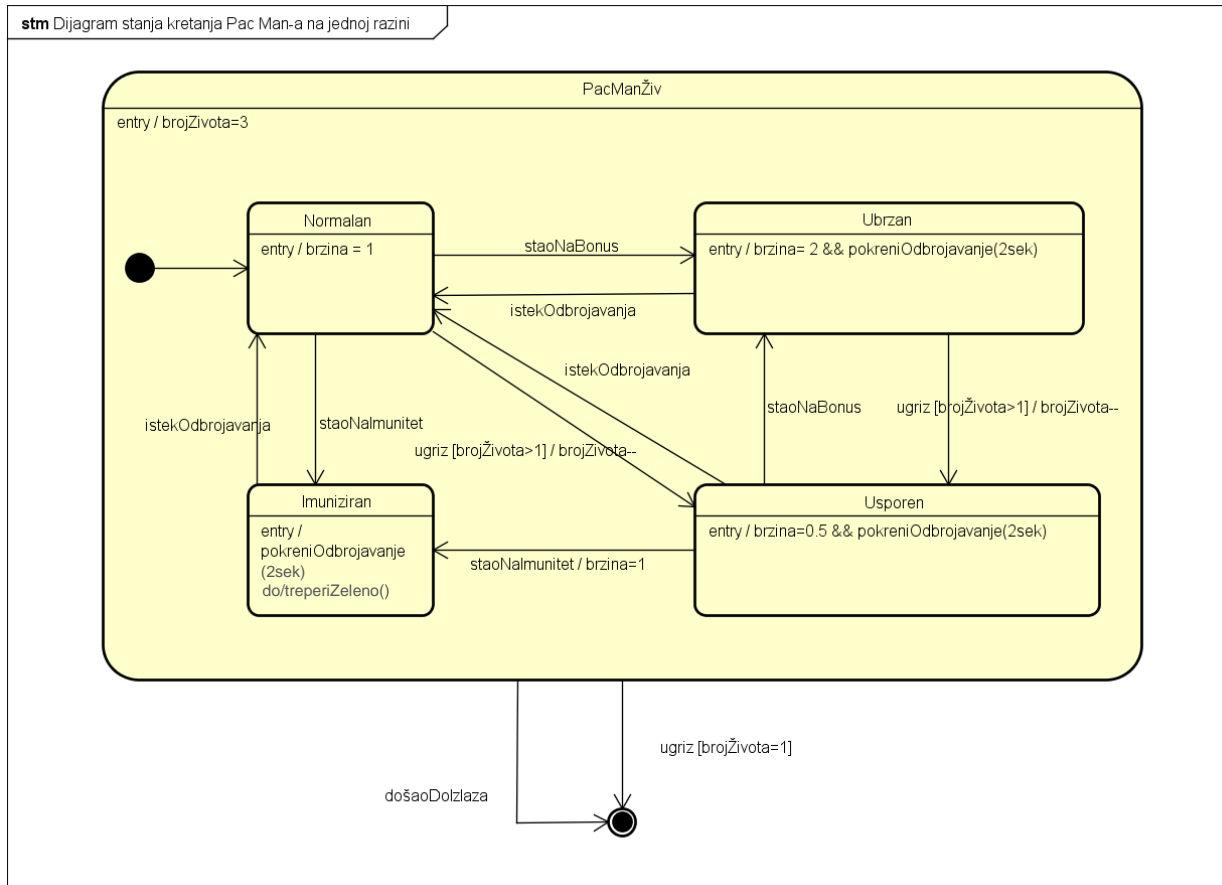 stm Dijagram stanja kretanja Pac Man-a na jednoj razini
PacManŽiv
entry / brojZivota=3
Normalan
entry / brzina = 1
Ubrzan
entry / brzina= 2 && pokreniOdbrojavanje(2sek)
staoNaBonus
istekOdbrojavanja
istekOdbrojavanja
staoNaBonus
ugriz [brojŽivota>1] / brojZivota--
istekOdbrojavanja
staoNaImunitet
ugriz [brojŽivota>1] / brojZivota--
Imuniziran
entry /
pokreniOdbrojavanje
(2sek)
do/treperiZeleno()
Usporen
entry / brzina=0.5 && pokreniOdbrojavanje(2sek)
staoNaImunitet / brzina=1
ugriz [brojŽivota=1]
došaoDoIzlaza